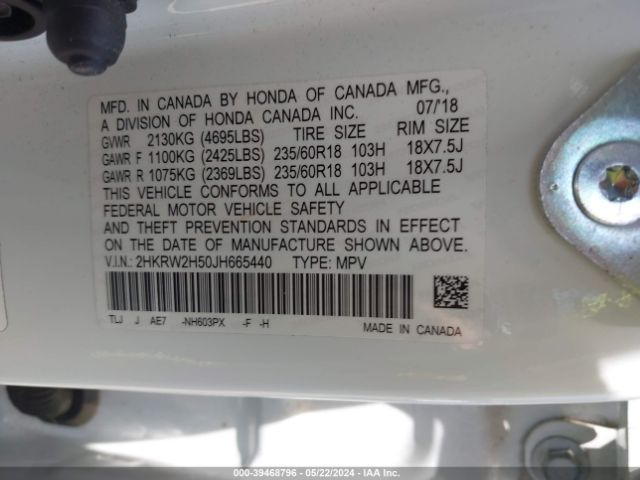 MFD. IN CANADA BY HONDA OF CANADA MFG.,
A DIVISION OF HONDA CANADA INC. 07/18
GVWR 2130KG (4695LBS) TIRE SIZE RIM SIZE
GAWR F 1100KG (2425LBS) 235/60R18 103H 18X7.5J
GAWR R 1075KG (2369LBS) 235/60R18 103H 18X7.5J
THIS VEHICLE CONFORMS TO ALL APPLICABLE
FEDERAL MOTOR VEHICLE SAFETY
AND THEFT PREVENTION STANDARDS IN EFFECT
ON THE DATE OF MANUFACTURE SHOWN ABOVE.
V.I.N.: 2HKRW2H50JH665440 TYPE: MPV
TLJ J AE7 -NH603PX -F -H
MADE IN CANADA
000-39468796 - 05/22/2024 - IAA Inc.